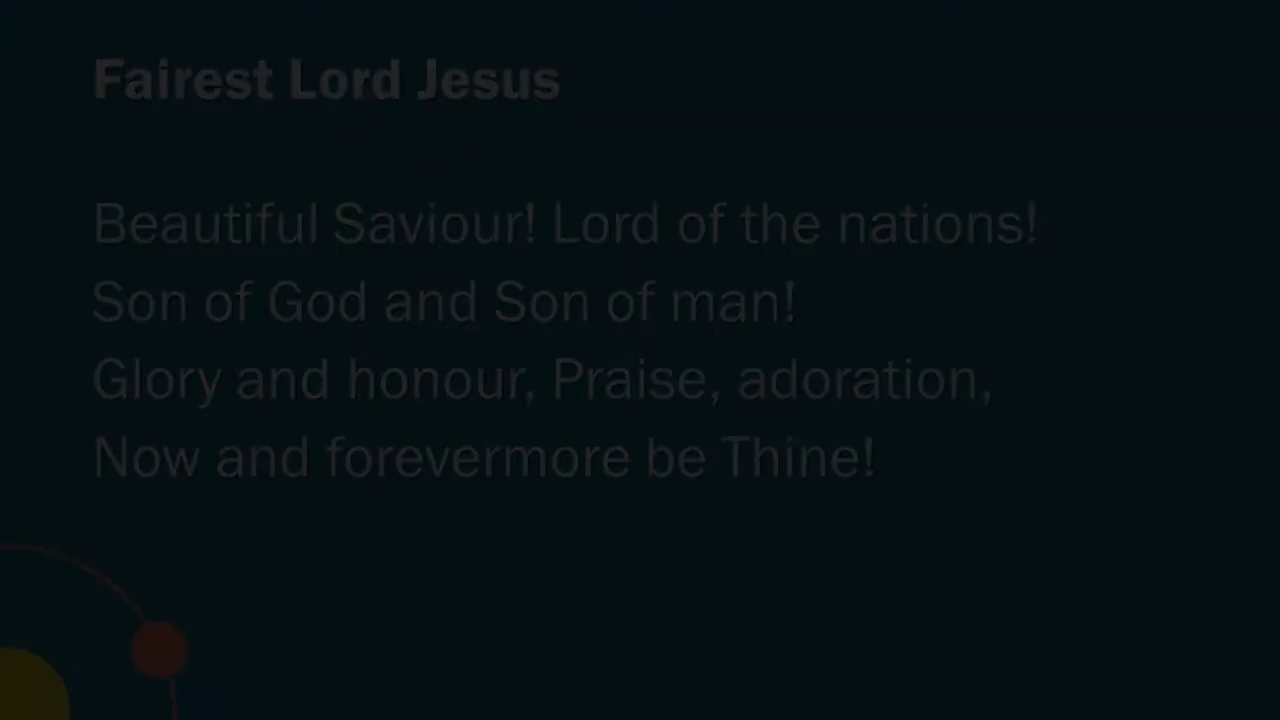 Fairest Lord Jesus
Beautiful Saviour! Lord of the nations!
Son of God and Son of man!
Glory and honour, Praise, adoration,
Now and forevermore be Thine!